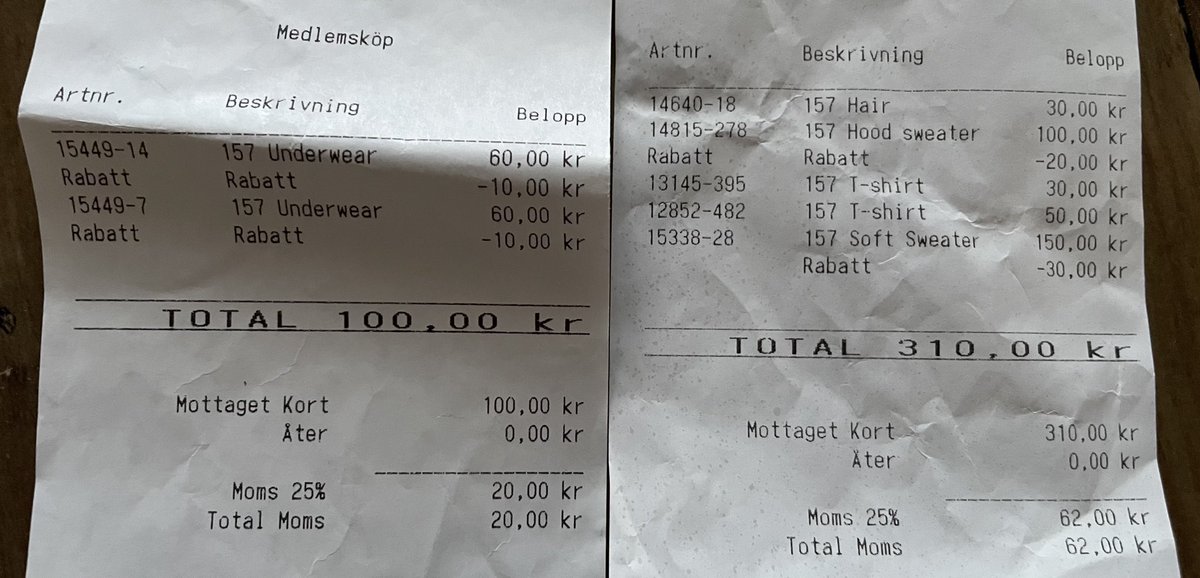 Medlemsköp
Artnr. Beskrivning Belopp
15449-14 157 Underwear 60,00 kr
Rabatt Rabatt -10,00 kr
15449-7 157 Underwear 60,00 kr
Rabatt Rabatt -10,00 kr
TOTAL 100,00 kr
Mottaget Kort 100,00 kr
Åter 0,00 kr
Moms 25% 20,00 kr
Total Moms 20,00 kr
Artnr. Beskrivning Belopp
14640-18 157 Hair 30,00 kr
14815-278 157 Hood sweater 100,00 kr
Rabatt Rabatt -20,00 kr
13145-395 157 T-shirt 30,00 kr
12852-482 157 T-shirt 50,00 kr
15338-28 157 Soft Sweater 150,00 kr
Rabatt -30,00 kr
TOTAL 310,00 kr
Mottaget Kort 310,00 kr
Åter 0,00 kr
Moms 25% 62,00 kr
Total Moms 62,00 kr